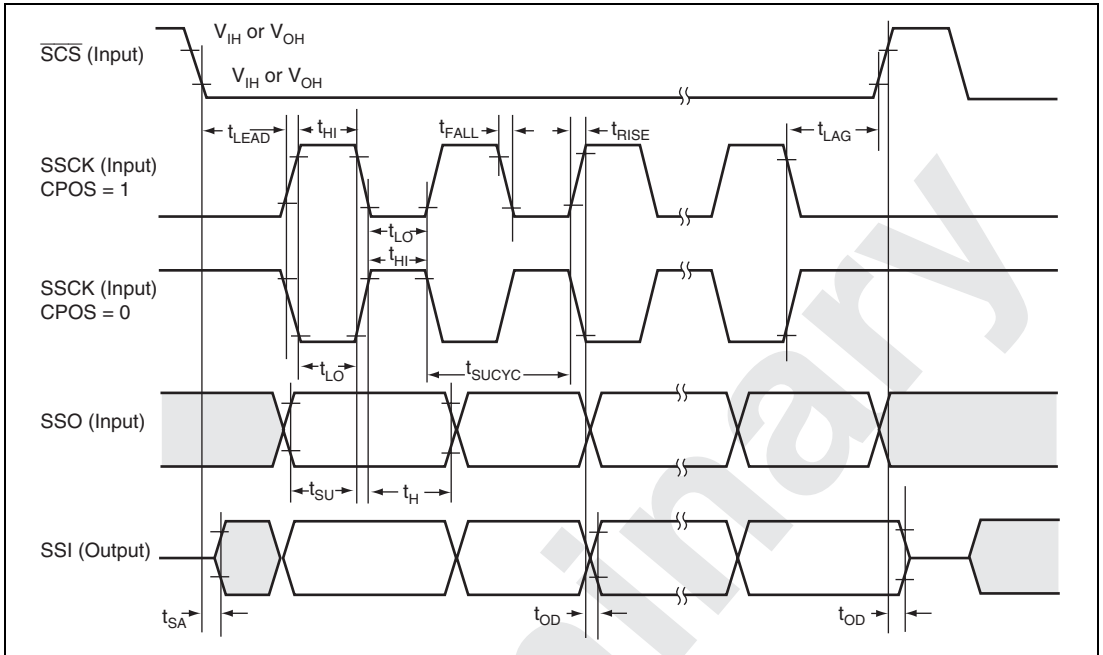 SCS (Input)
VIH or VOH
VIH or VOH
tLEAD
tHI
tFALL
tRISE
tLAG
SSCK (Input)
CPOS = 1
tLO
tHI
SSCK (Input)
CPOS = 0
tLO
tSUCYC
SSO (Input)
tSU
tH
SSI (Output)
tSA
tOD
tOD